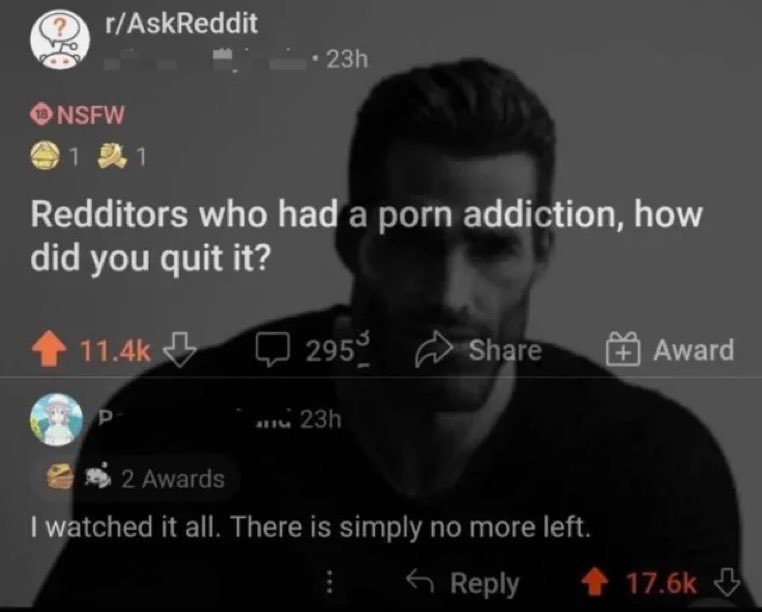 r/AskReddit
• 23h
18 NSFW
1 1
Redditors who had a porn addiction, how
did you quit it?
11.4k 295 Share Award
P 23h
2 Awards
I watched it all. There is simply no more left.
Reply 17.6k